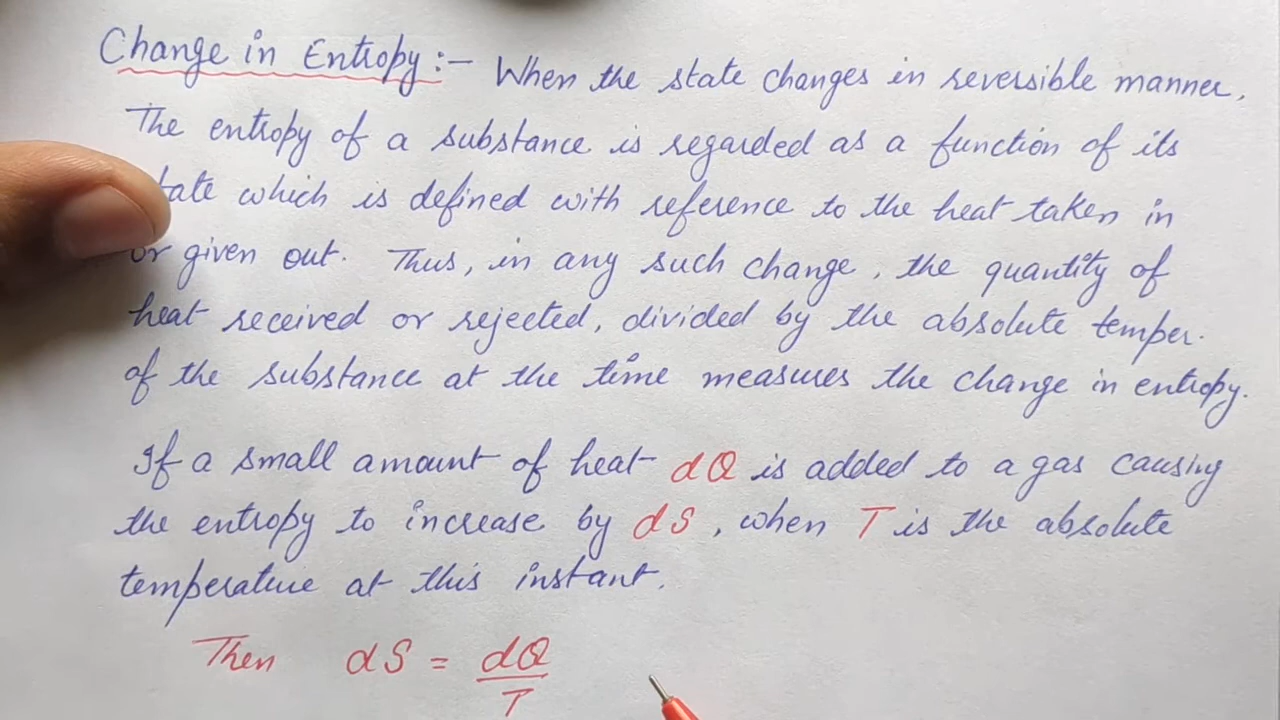 Change in Entropy :- When the state changes in reversible manner,
The entropy of a substance is regarded as a function of its
tate which is defined with reference to the heat taken in
or given out. Thus, in any such change, the quantity of
heat received or rejected, divided by the absolute temper.
of the substance at the time measures the change in entropy.
If a small amount of heat dQ is added to a gas causing
the entropy to increase by dS, when T is the absolute
temperature at this instant.
Then dS = dQ/T